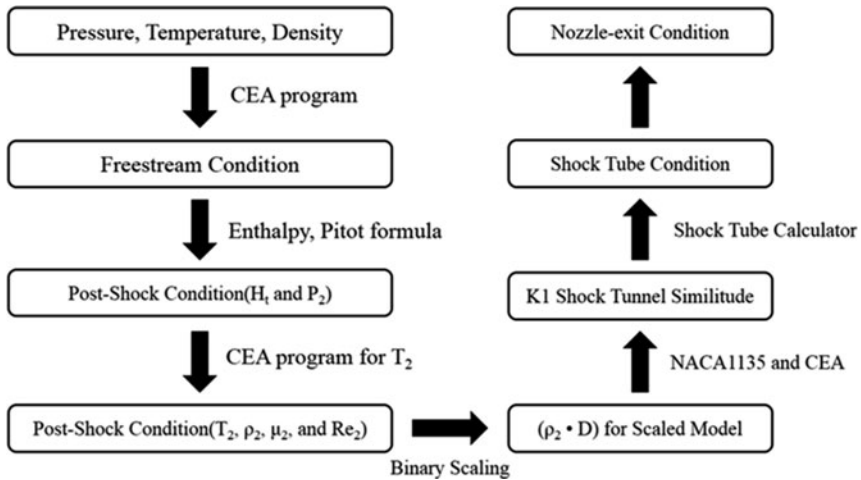 Pressure, Temperature, Density
CEA program
Freestream Condition
Enthalpy, Pitot formula
Post-Shock Condition(Hₜ and P₂)
CEA program for T₂
Post-Shock Condition(T₂, ρ₂, μ₂, and Re₂)
Binary Scaling
(ρ₂ • D) for Scaled Model
NACA1135 and CEA
K1 Shock Tunnel Similitude
Shock Tube Calculator
Shock Tube Condition
Nozzle-exit Condition